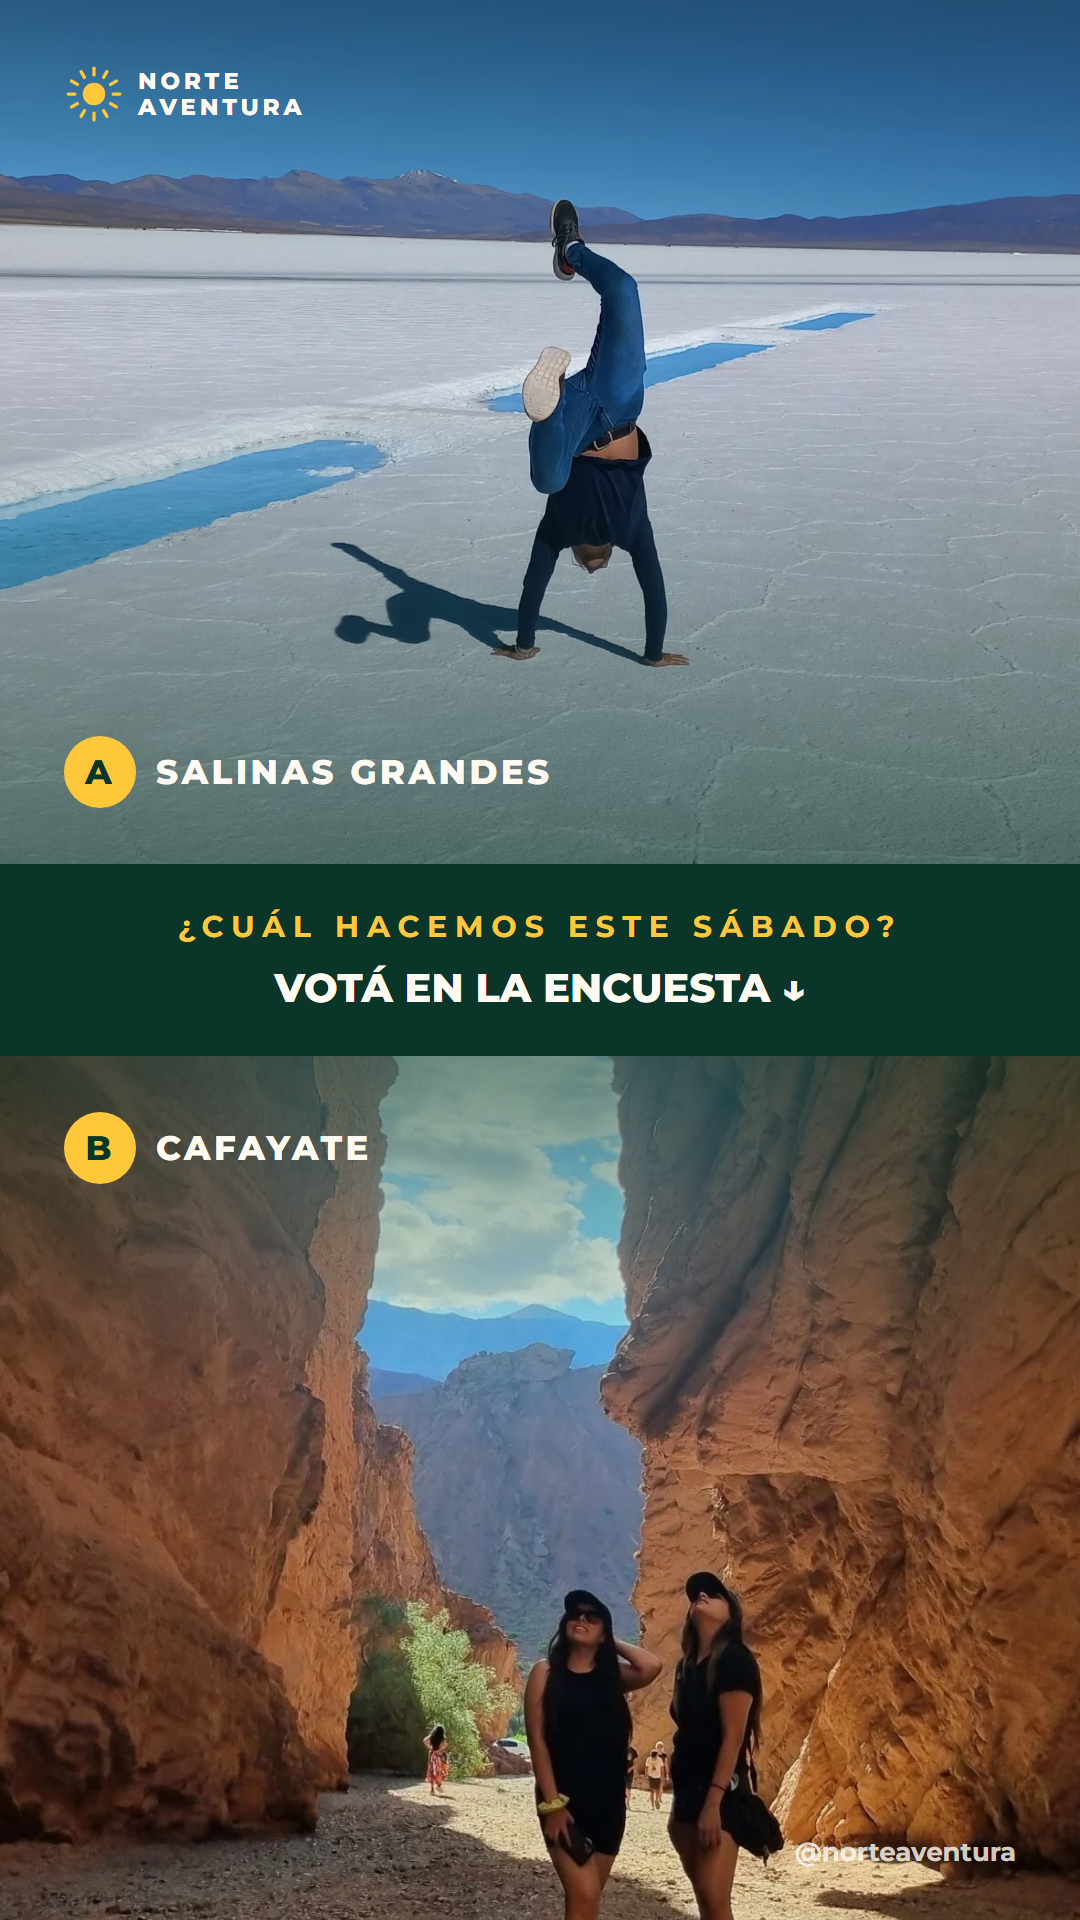 NORTE
AVENTURA
A SALINAS GRANDES
¿CUÁL HACEMOS ESTE SÁBADO?
VOTÁ EN LA ENCUESTA ↓
B CAFAYATE
@norteaventura